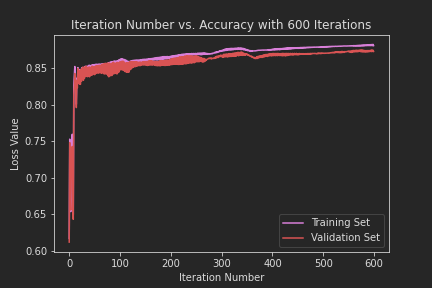 Iteration Number vs. Accuracy with 600 Iterations
Loss Value
0.85
0.80
0.75
0.70
0.65
0.60
0 100 200 300 400 500 600
Iteration Number
Training Set
Validation Set